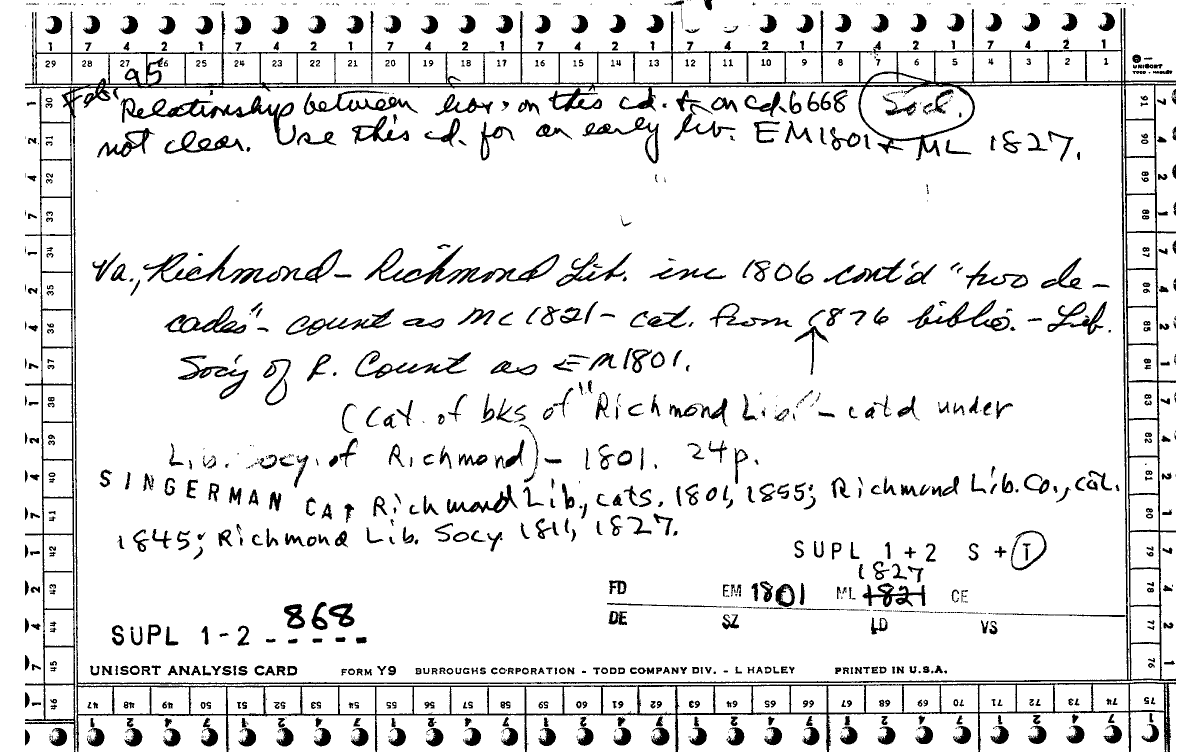 1 7 4 2 1 7 4 2 1 7 4 2 1 7 4 2 1 7 4 2 1 7 4 2 1 7 4 2 1
29 28 27 26 25 24 23 22 21 20 19 18 17 16 15 14 13 12 11 10 9 8 7 6 5 4 3 2 1
UNISORT
TODD - HADLEY
Feb. 95
Relationship between libr. on this cd. & on cd. 6668 Socl.
not clear. Use this cd. for an early lib. EM1801 & ML 1827.
Va., Richmond - Richmond Lib. inc 1806 cont'd "two de-
cades" - count as ML 1821 - cat. from 1876 biblio. - Lib.
Soc'y of R. Count as EM1801.
(Cat. of bks of "Richmond Lib." - catd under
Lib. Socy. of Richmond) - 1801. 24p.
SINGERMAN CAT Richmond Lib., cats. 1801, 1855; Richmond Lib. Co., cat.
1845; Richmond Lib. Socy 1811, 1827.
SUPL 1+2 S + T
1827
FD EM 1801 ML 1821 CE
DE SZ LD VS
SUPL 1-2 868
UNISORT ANALYSIS CARD FORM Y9 BURROUGHS CORPORATION - TODD COMPANY DIV. - L HADLEY PRINTED IN U.S.A.
30 31 32 33 34 35 36 37 38 39 40 41 42 43 44 45 46
47 48 49 50 51 52 53 54 55 56 57 58 59 60 61 62 63 64 65 66 67 68 69 70 71 72 73 74 75
76 77 78 79 80 81 82 83 84 85 86 87 88 89 90 91